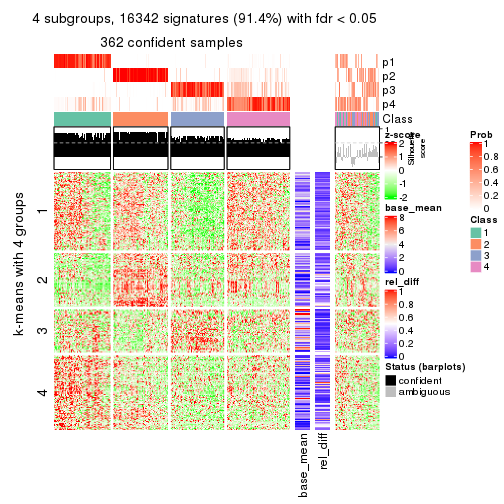 4 subgroups, 16342 signatures (91.4%) with fdr < 0.05
362 confident samples
p1
p2
p3
p4
Class
1
Silhouette
score
k-means with 4 groups
1
2
3
4
base_mean
rel_diff
z-score
2
1
0
-1
-2
base_mean
8
6
4
2
0
rel_diff
1
0.8
0.6
0.4
0.2
0
Status (barplots)
confident
ambiguous
Prob
1
0.8
0.6
0.4
0.2
0
Class
1
2
3
4